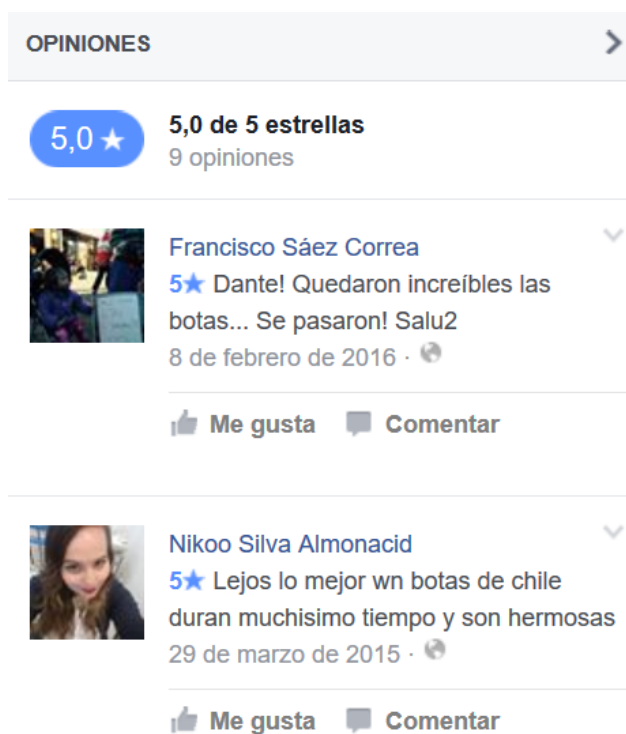 OPINIONES
5,0 ★
5,0 de 5 estrellas
9 opiniones
Francisco Sáez Correa
5★ Dante! Quedaron increíbles las
botas... Se pasaron! Salu2
8 de febrero de 2016 ·
Me gusta Comentar
Nikoo Silva Almonacid
5★ Lejos lo mejor wn botas de chile
duran muchisimo tiempo y son hermosas
29 de marzo de 2015 ·
Me gusta Comentar